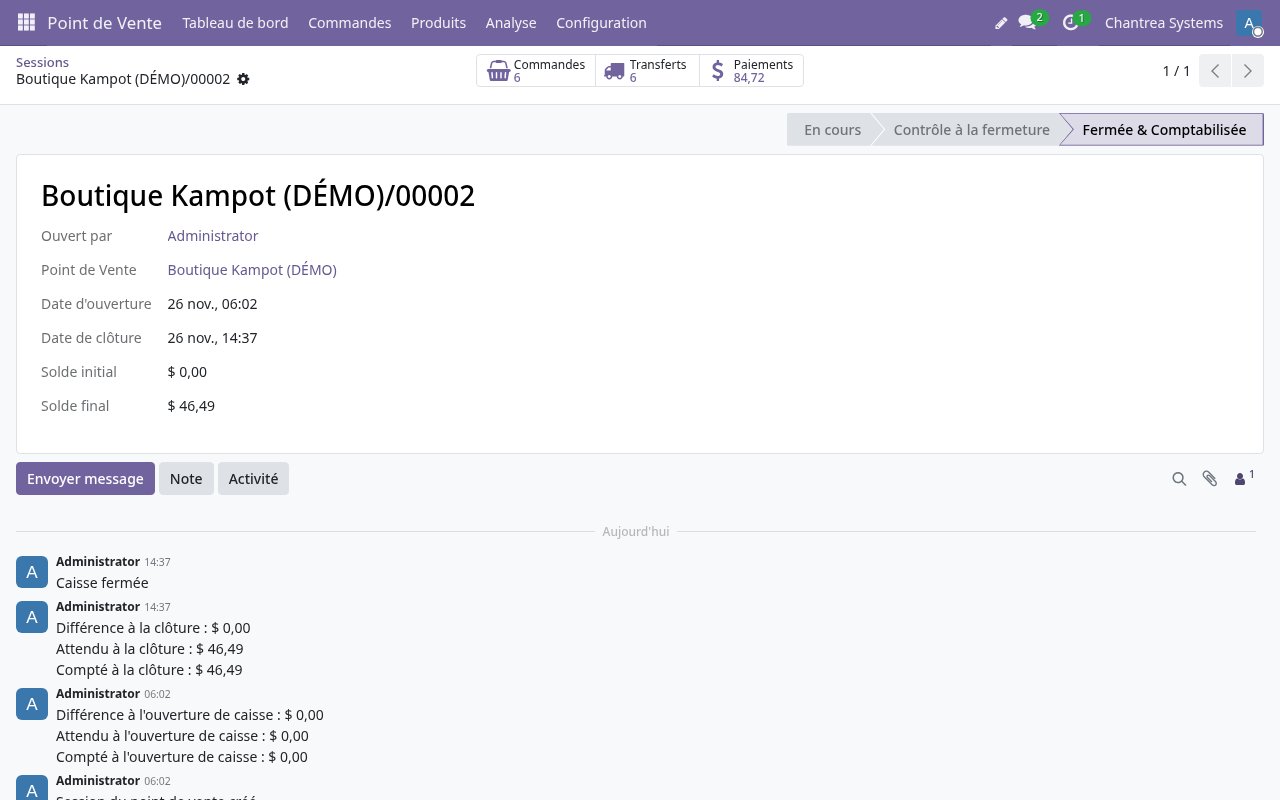 Point de Vente Tableau de bord Commandes Produits Analyse Configuration 2 1 Chantrea Systems A
Sessions
Boutique Kampot (DÉMO)/00002
Commandes
6
Transferts
6
Paiements
84,72
1 / 1
En cours Contrôle à la fermeture Fermée & Comptabilisée
Boutique Kampot (DÉMO)/00002
Ouvert par Administrator
Point de Vente Boutique Kampot (DÉMO)
Date d'ouverture 26 nov., 06:02
Date de clôture 26 nov., 14:37
Solde initial $ 0,00
Solde final $ 46,49
Envoyer message Note Activité 1
Aujourd'hui
A Administrator 14:37
Caisse fermée
A Administrator 14:37
Différence à la clôture : $ 0,00
Attendu à la clôture : $ 46,49
Compté à la clôture : $ 46,49
A Administrator 06:02
Différence à l'ouverture de caisse : $ 0,00
Attendu à l'ouverture de caisse : $ 0,00
Compté à l'ouverture de caisse : $ 0,00
A Administrator 06:02